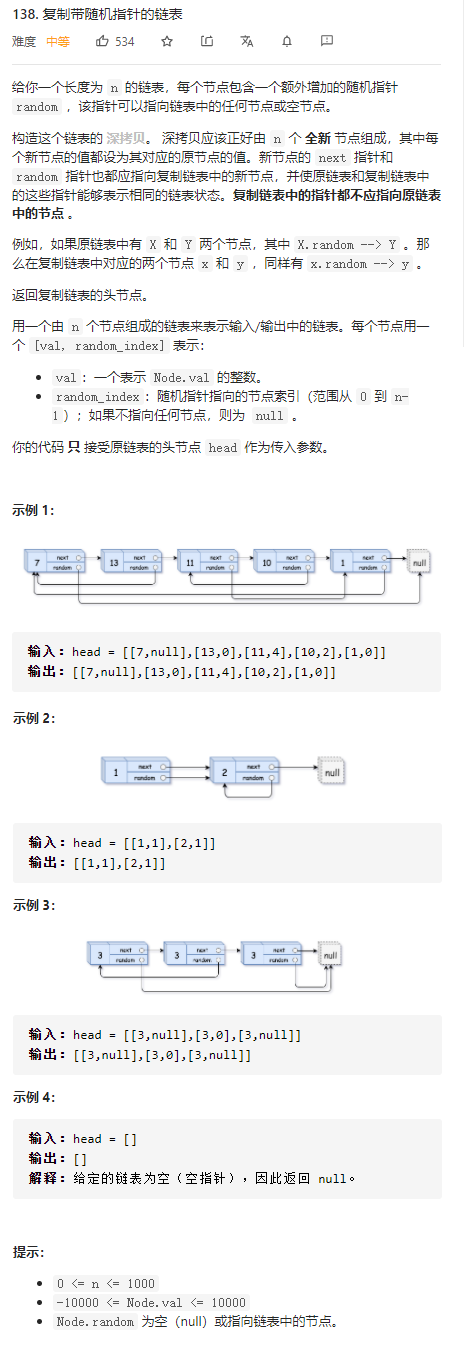 138. 复制带随机指针的链表
难度 中等 534
给你一个长度为 n 的链表，每个节点包含一个额外增加的随机指针
random ，该指针可以指向链表中的任何节点或空节点。
构造这个链表的 深拷贝。 深拷贝应该正好由 n 个 全新 节点组成，其中每
个新节点的值都设为其对应的原节点的值。新节点的 next 指针和
random 指针也都应指向复制链表中的新节点，并使原链表和复制链表中
的这些指针能够表示相同的链表状态。复制链表中的指针都不应指向原链表
中的节点 。
例如，如果原链表中有 X 和 Y 两个节点，其中 X.random --> Y 。那
么在复制链表中对应的两个节点 x 和 y ，同样有 x.random --> y 。
返回复制链表的头节点。
用一个由 n 个节点组成的链表来表示输入/输出中的链表。每个节点用一
个 [val, random_index] 表示：
val ：一个表示 Node.val 的整数。
random_index ：随机指针指向的节点索引（范围从 0 到 n-
1 ）；如果不指向任何节点，则为 null 。
你的代码 只 接受原链表的头节点 head 作为传入参数。
示例 1：
7 next random 13 next random 11 next random 10 next random 1 next random null
输入：head = [[7,null],[13,0],[11,4],[10,2],[1,0]]
输出：[[7,null],[13,0],[11,4],[10,2],[1,0]]
示例 2：
1 next random 2 next random null
输入：head = [[1,1],[2,1]]
输出：[[1,1],[2,1]]
示例 3：
3 next random 3 next random 3 next random null
输入：head = [[3,null],[3,0],[3,null]]
输出：[[3,null],[3,0],[3,null]]
示例 4：
输入：head = []
输出：[]
解释：给定的链表为空（空指针），因此返回 null。
提示：
0 <= n <= 1000
-10000 <= Node.val <= 10000
Node.random 为空（null）或指向链表中的节点。